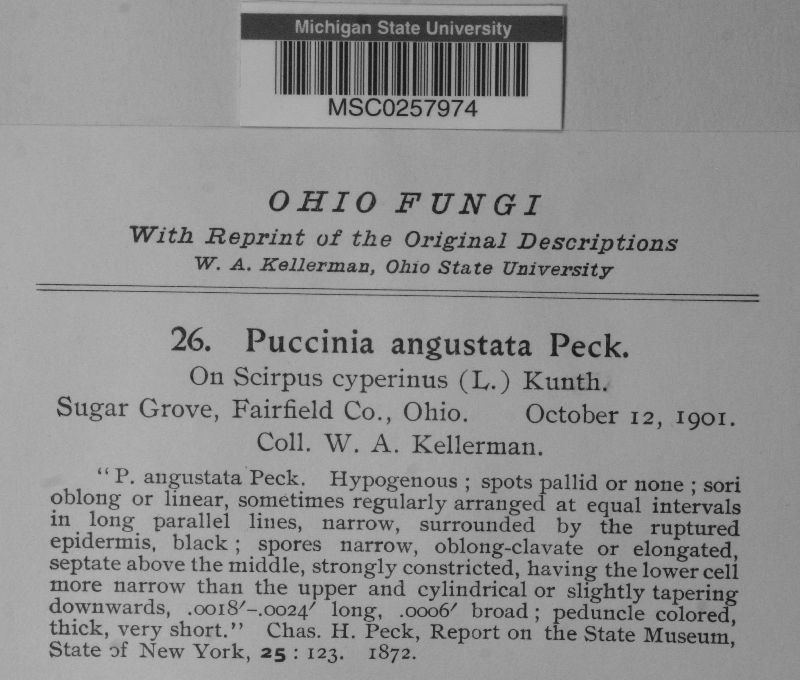 Michigan State University
MSC0257974
OHIO FUNGI
With Reprint of the Original Descriptions
W. A. Kellerman, Ohio State University
26. Puccinia angustata Peck.
On Scirpus cyperinus (L.) Kunth.
Sugar Grove, Fairfield Co., Ohio. October 12, 1901.
Coll. W. A. Kellerman.
“P. angustata Peck. Hypogenous; spots pallid or none; sori
oblong or linear, sometimes regularly arranged at equal intervals
in long parallel lines, narrow, surrounded by the ruptured
epidermis, black; spores narrow, oblong-clavate or elongated,
septate above the middle, strongly constricted, having the lower cell
more narrow than the upper and cylindrical or slightly tapering
downwards, .0018′–.0024′ long, .0006′ broad; peduncle colored,
thick, very short.” Chas. H. Peck, Report on the State Museum,
State of New York, 25: 123. 1872.